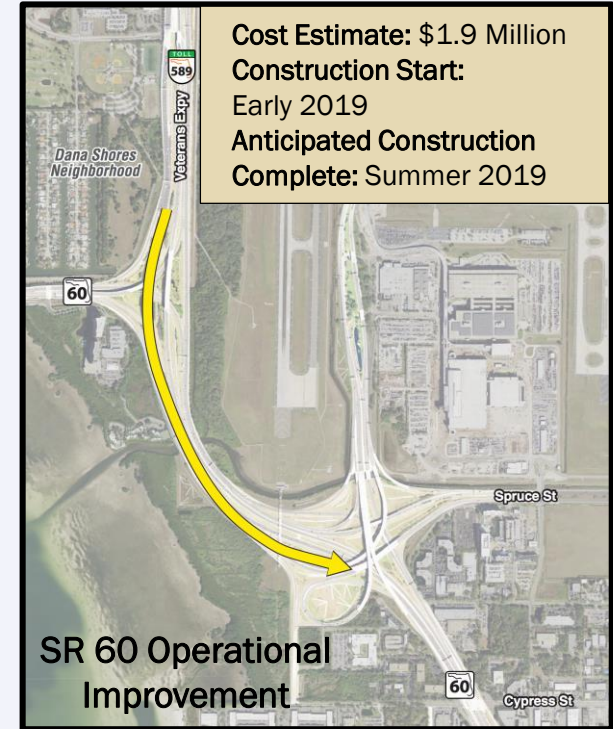 Cost Estimate: $1.9 Million
Construction Start:
Early 2019
Anticipated Construction
Complete: Summer 2019
TOLL
589
Veterans Expy
Dana Shores
Neighborhood
60
Spruce St
SR 60 Operational
Improvement
60
Cypress St